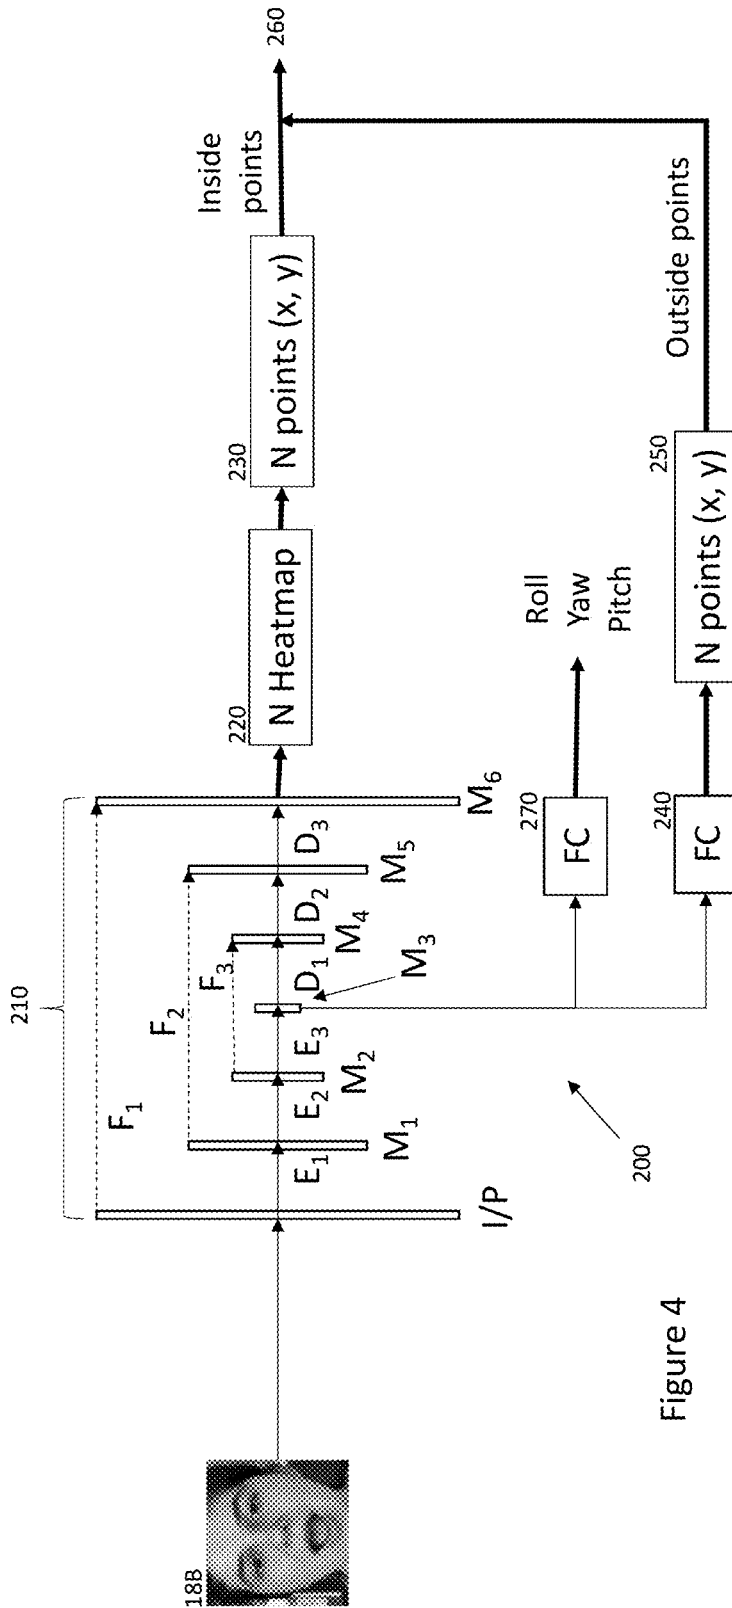 18B
I/P
E₁
M₁
E₂
M₂
E₃
M₃
D₁
M₄
D₂
M₅
D₃
M₆
F₁
F₂
F₃
210
220
N Heatmap
230
N points (x, y)
Inside
points
260
270
FC
Roll
Yaw
Pitch
240
FC
250
N points (x, y)
Outside points
200
Figure 4